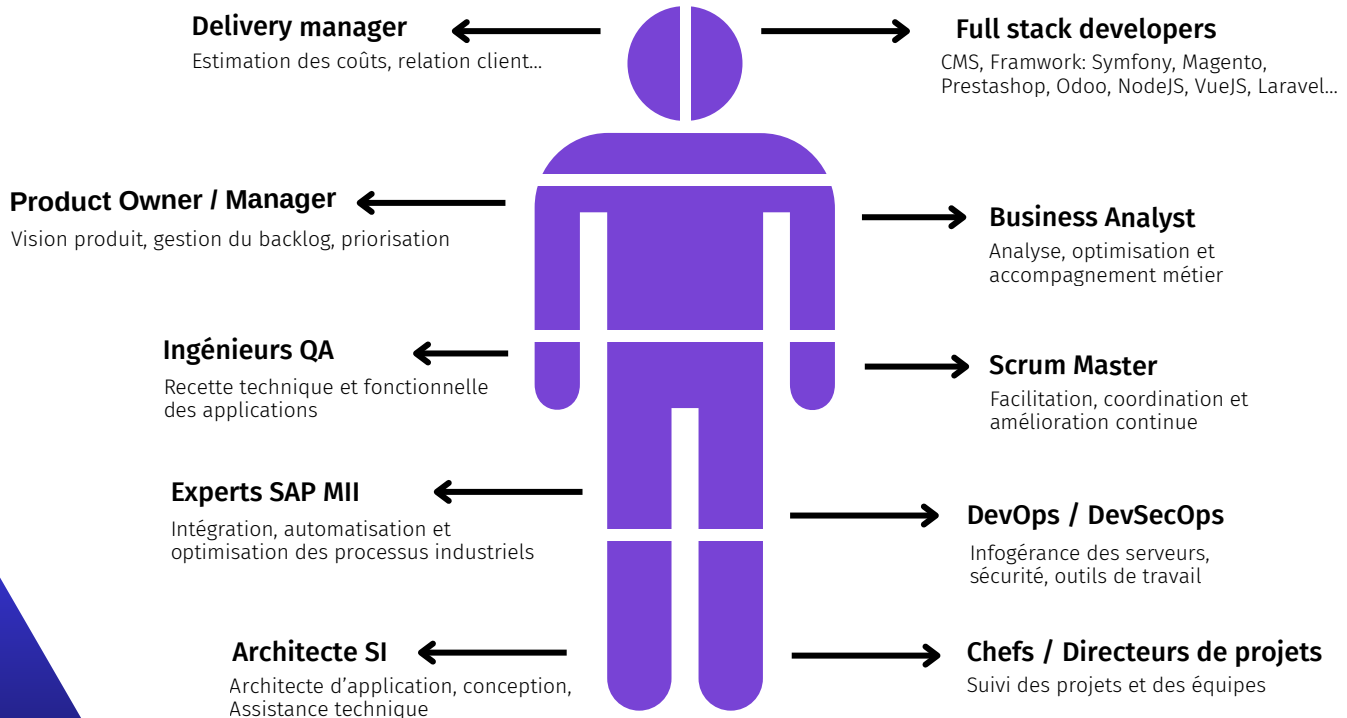 Delivery manager
Estimation des coûts, relation client...
Full stack developers
CMS, Framwork: Symfony, Magento,
Prestashop, Odoo, NodeJS, VueJS, Laravel...
Product Owner / Manager
Vision produit, gestion du backlog, priorisation
Business Analyst
Analyse, optimisation et
accompagnement métier
Ingénieurs QA
Recette technique et fonctionnelle
des applications
Scrum Master
Facilitation, coordination et
amélioration continue
Experts SAP MII
Intégration, automatisation et
optimisation des processus industriels
DevOps / DevSecOps
Infogérance des serveurs,
sécurité, outils de travail
Architecte SI
Architecte d’application, conception,
Assistance technique
Chefs / Directeurs de projets
Suivi des projets et des équipes